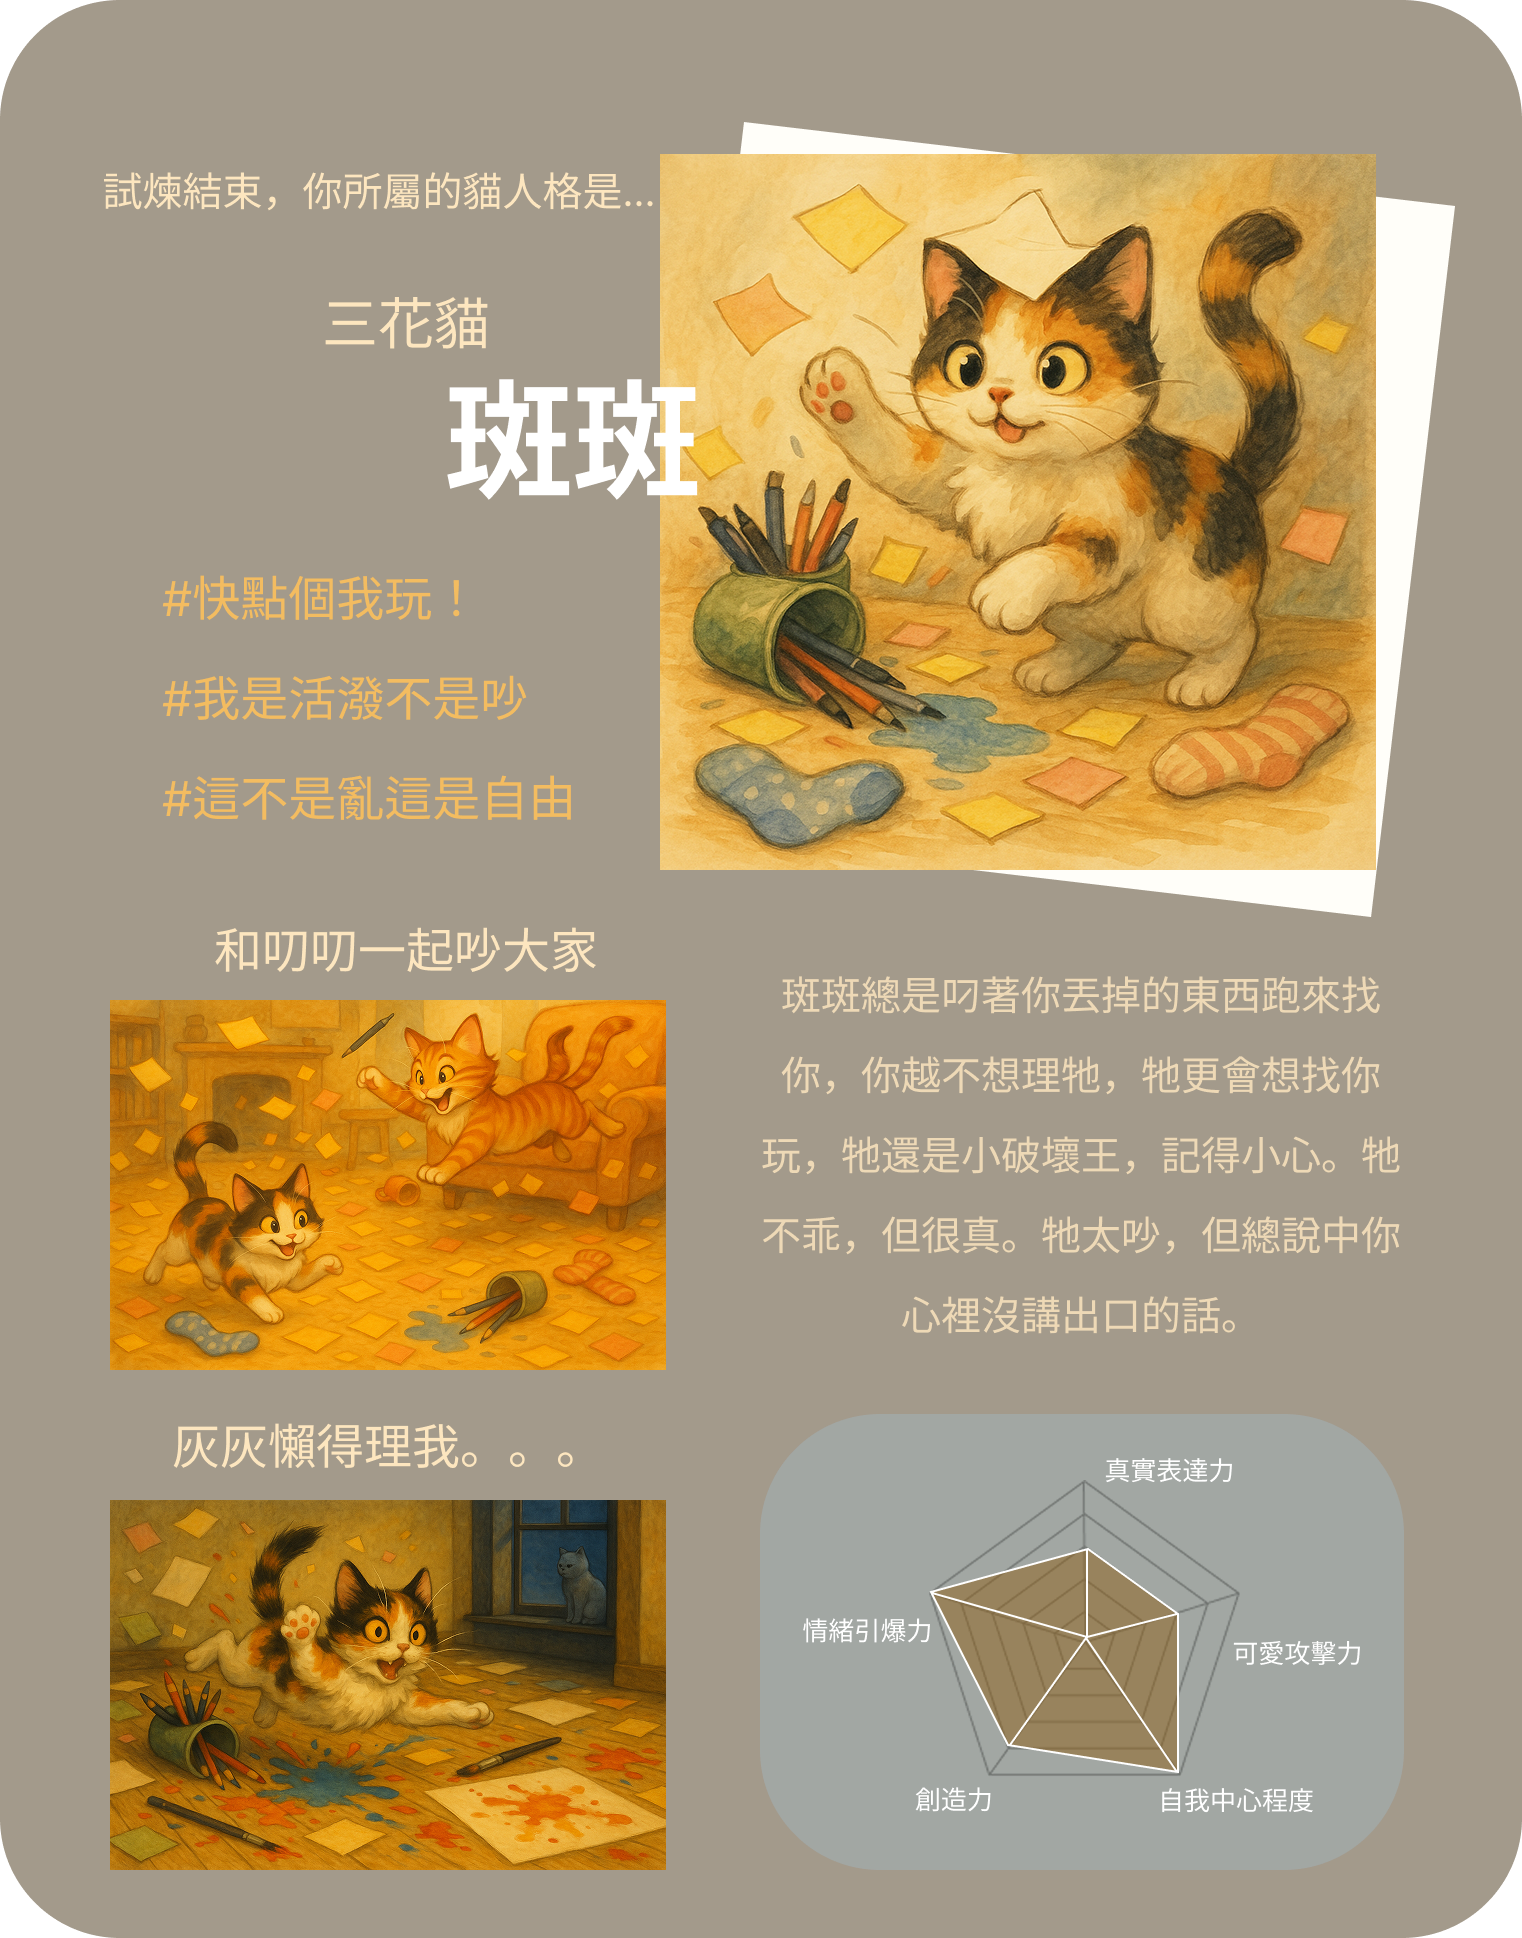 試煉結束，你所屬的貓人格是...
三花貓
斑斑
#快點個我玩！
#我是活潑不是吵
#這不是亂這是自由
和叨叨一起吵大家
斑斑總是叼著你丟掉的東西跑來找
你，你越不想理牠，牠更會想找你
玩，牠還是小破壞王，記得小心。牠
不乖，但很真。牠太吵，但總說中你
心裡沒講出口的話。
灰灰懶得理我。。。
真實表達力
情緒引爆力
可愛攻擊力
創造力
自我中心程度